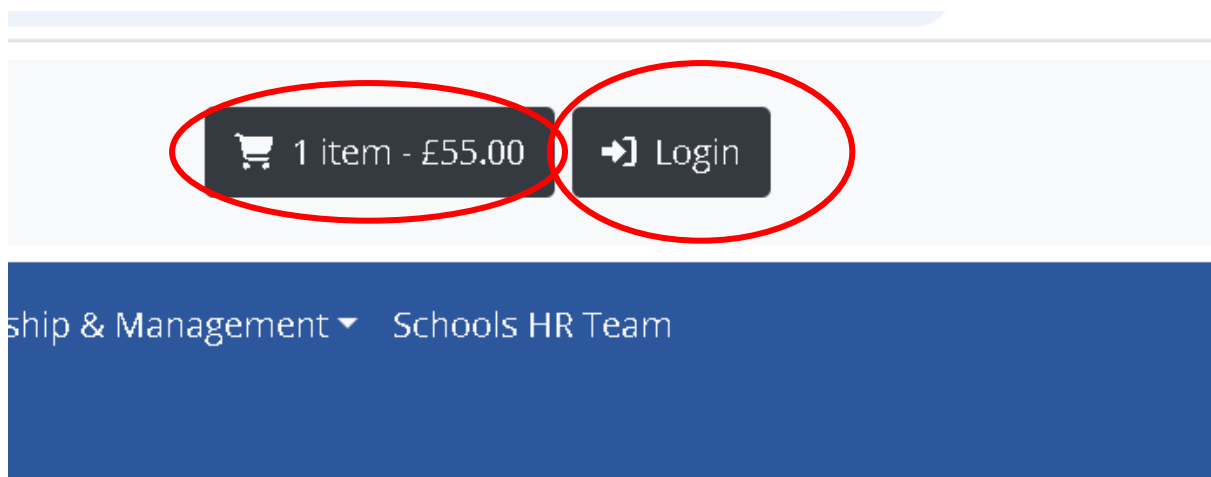 1 item - £55.00 Login
ship & Management Schools HR Team